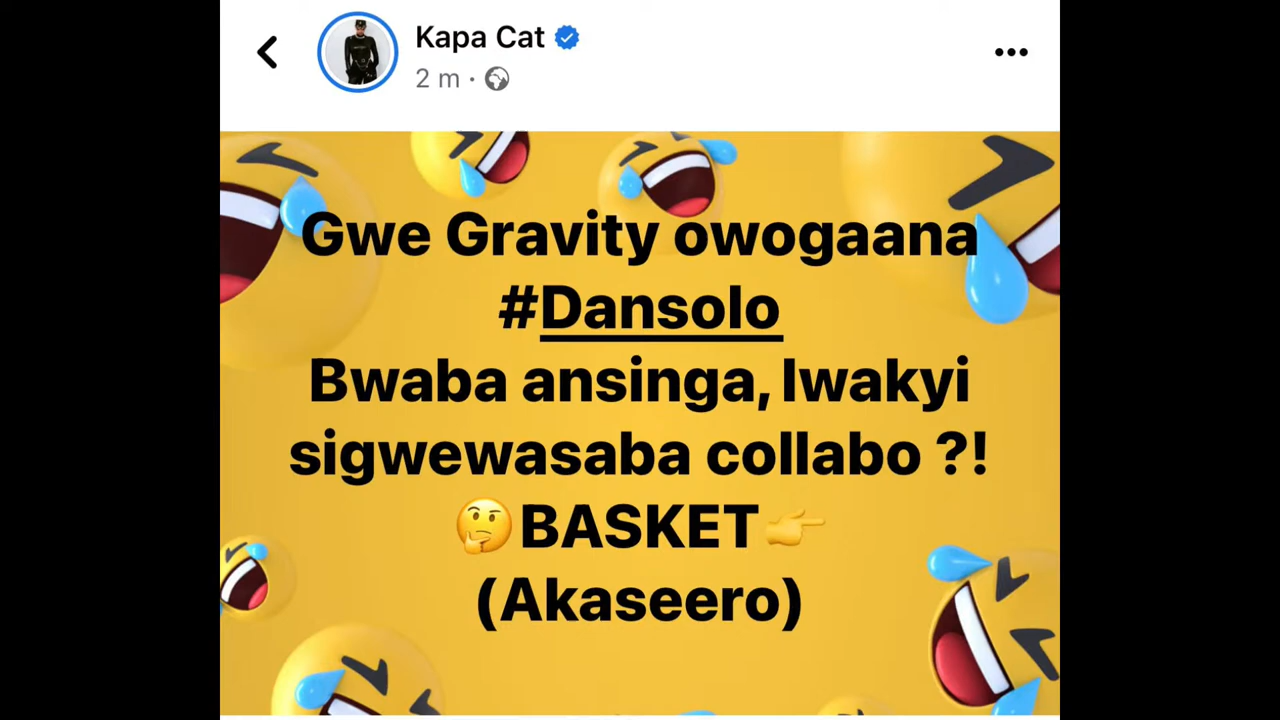 Kapa Cat
2 m ·
Gwe Gravity owogaana
#Dansolo
Bwaba ansinga, lwakyi
sigwewasaba collabo ?!
🤔BASKET👉
(Akaseero)